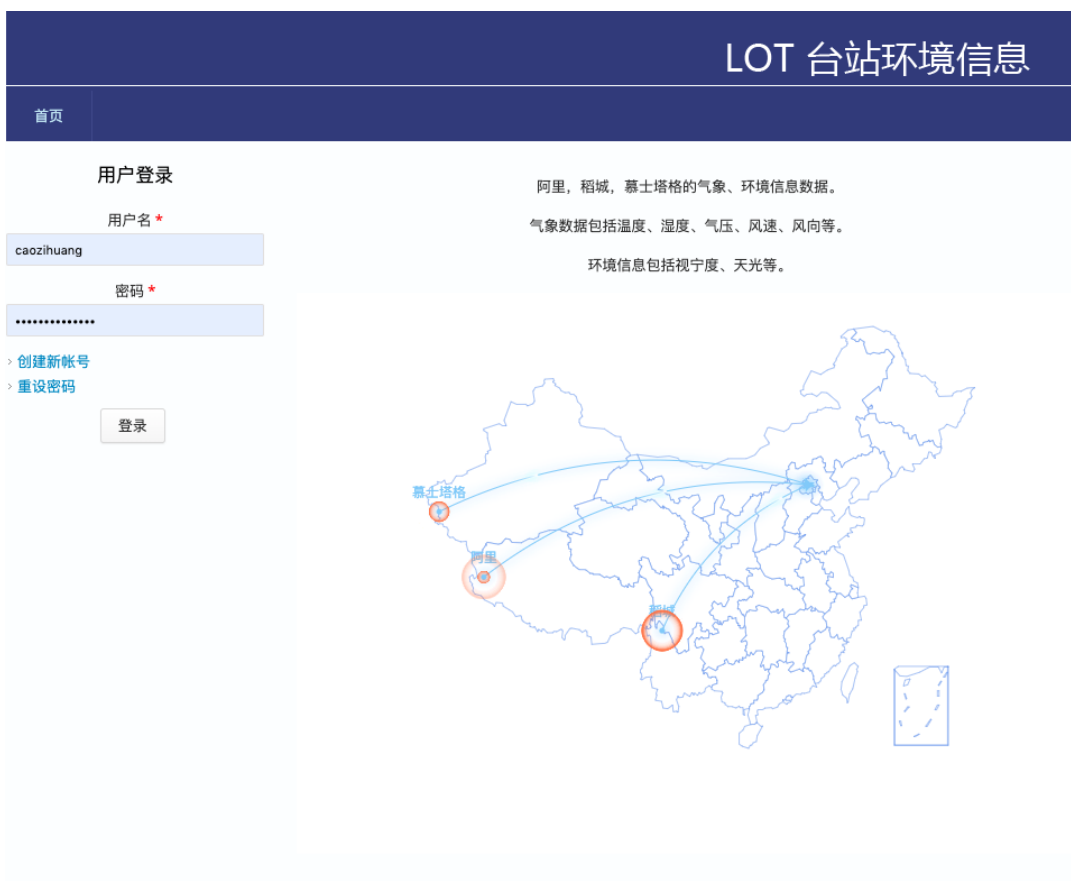 LOT 台站环境信息
首页
用户登录
用户名 *
caozihuang
密码 *
••••••••••••••
创建新帐号
重设密码
登录
阿里，稻城，慕士塔格的气象、环境信息数据。
气象数据包括温度、湿度、气压、风速、风向等。
环境信息包括视宁度、天光等。
慕士塔格
阿里
稻城